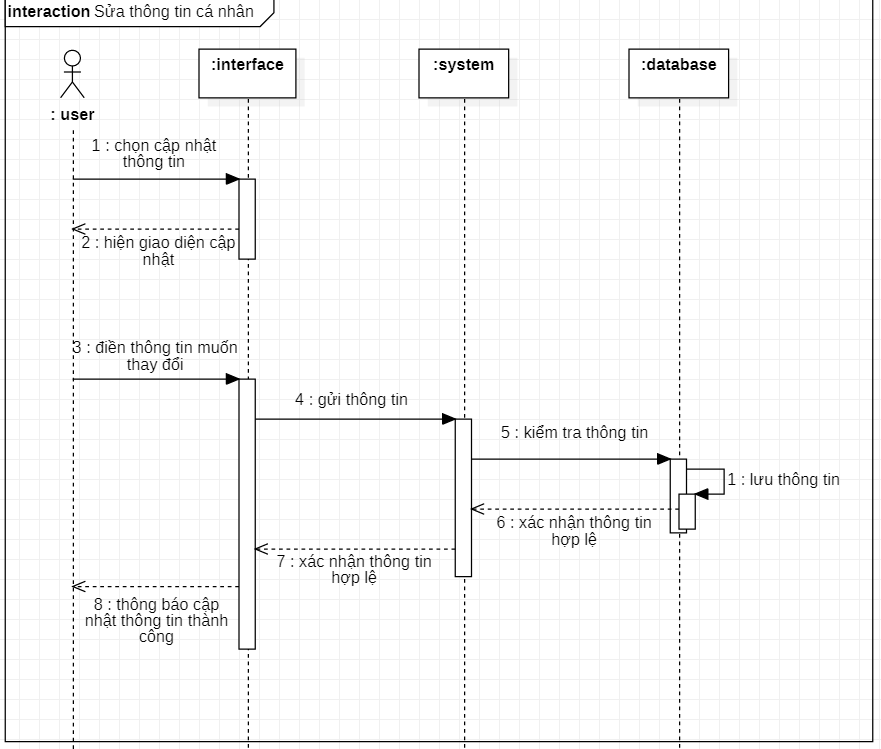 interaction Sửa thông tin cá nhân
:interface
:system
:database
: user
1 : chọn cập nhật
thông tin
2 : hiện giao diện cập
nhật
3 : điền thông tin muốn
thay đổi
4 : gửi thông tin
5 : kiểm tra thông tin
1 : lưu thông tin
6 : xác nhận thông tin
hợp lệ
7 : xác nhận thông tin
hợp lệ
8 : thông báo cập
nhật thông tin thành
công